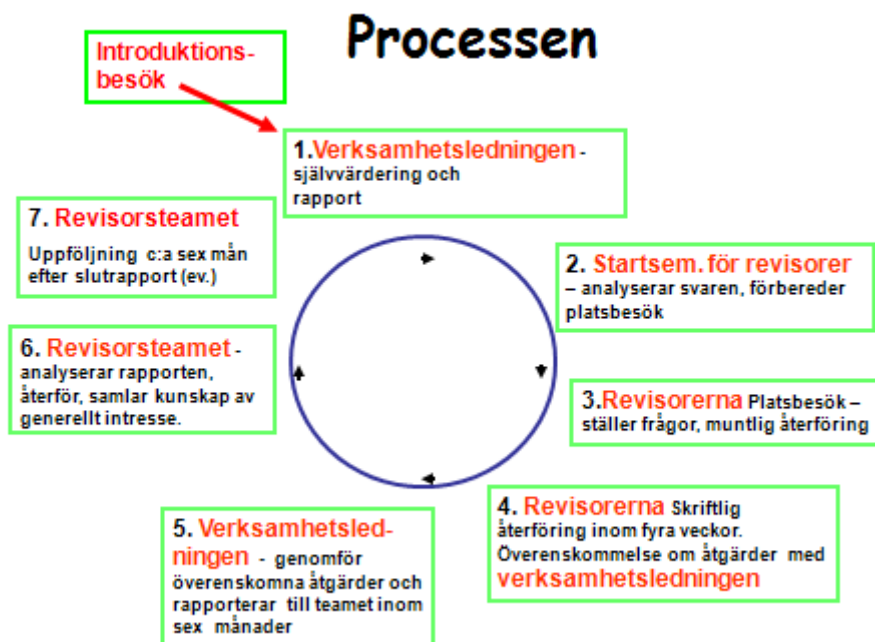 Processen
Introduktions-
besök
1.Verksamhetsledningen -
självvärdering och
rapport
2. Startsem. för revisorer
– analyserar svaren, förbereder
platsbesök
3.Revisorerna Platsbesök –
ställer frågor, muntlig återföring
4. Revisorerna Skriftlig
återföring inom fyra veckor.
Överenskommelse om åtgärder med
verksamhetsledningen
5. Verksamhetsled-
ningen - genomför
överenskomna åtgärder och
rapporterar till teamet inom
sex månader
6. Revisorsteamet -
analyserar rapporten,
återför, samlar kunskap av
generellt intresse.
7. Revisorsteamet
Uppföljning c:a sex mån
efter slutrapport (ev.)